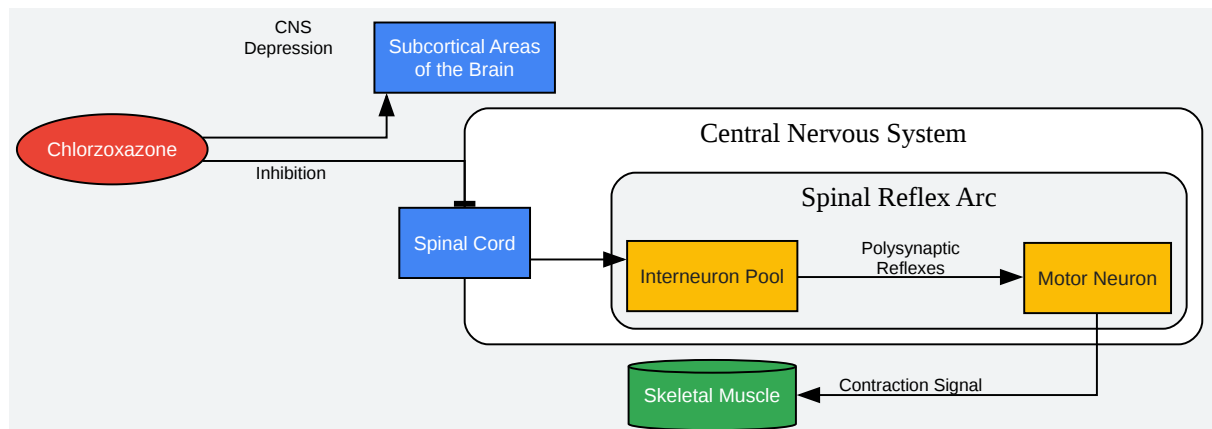 CNS
Depression
Subcortical Areas
of the Brain
Chlorzoxazone
Inhibition
Central Nervous System
Spinal Reflex Arc
Spinal Cord
Interneuron Pool
Polysynaptic
Reflexes
Motor Neuron
Skeletal Muscle
Contraction Signal